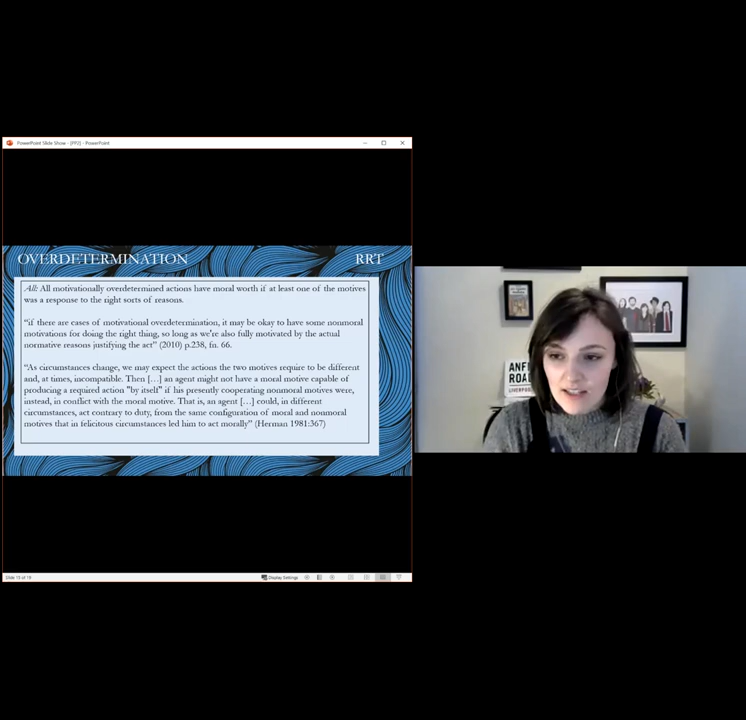 PowerPoint Slide Show - [PP2] - PowerPoint
OVERDETERMINATION
RRT
All: All motivationally overdetermined actions have moral worth if at least one of the motives
was a response to the right sorts of reasons.
“if there are cases of motivational overdetermination, it may be okay to have some nonmoral
motivations for doing the right thing, so long as we're also fully motivated by the actual
normative reasons justifying the act” (2010) p.238, fn. 66.
“As circumstances change, we may expect the actions the two motives require to be different
and, at times, incompatible. Then […] an agent might not have a moral motive capable of
producing a required action "by itself" if his presently cooperating nonmoral motives were,
instead, in conflict with the moral motive. That is, an agent […] could, in different
circumstances, act contrary to duty, from the same configuration of moral and nonmoral
motives that in felicitous circumstances led him to act morally” (Herman 1981:367)
Slide 15 of 18
Display Settings
ANF
ROAD
LIVERPOOL